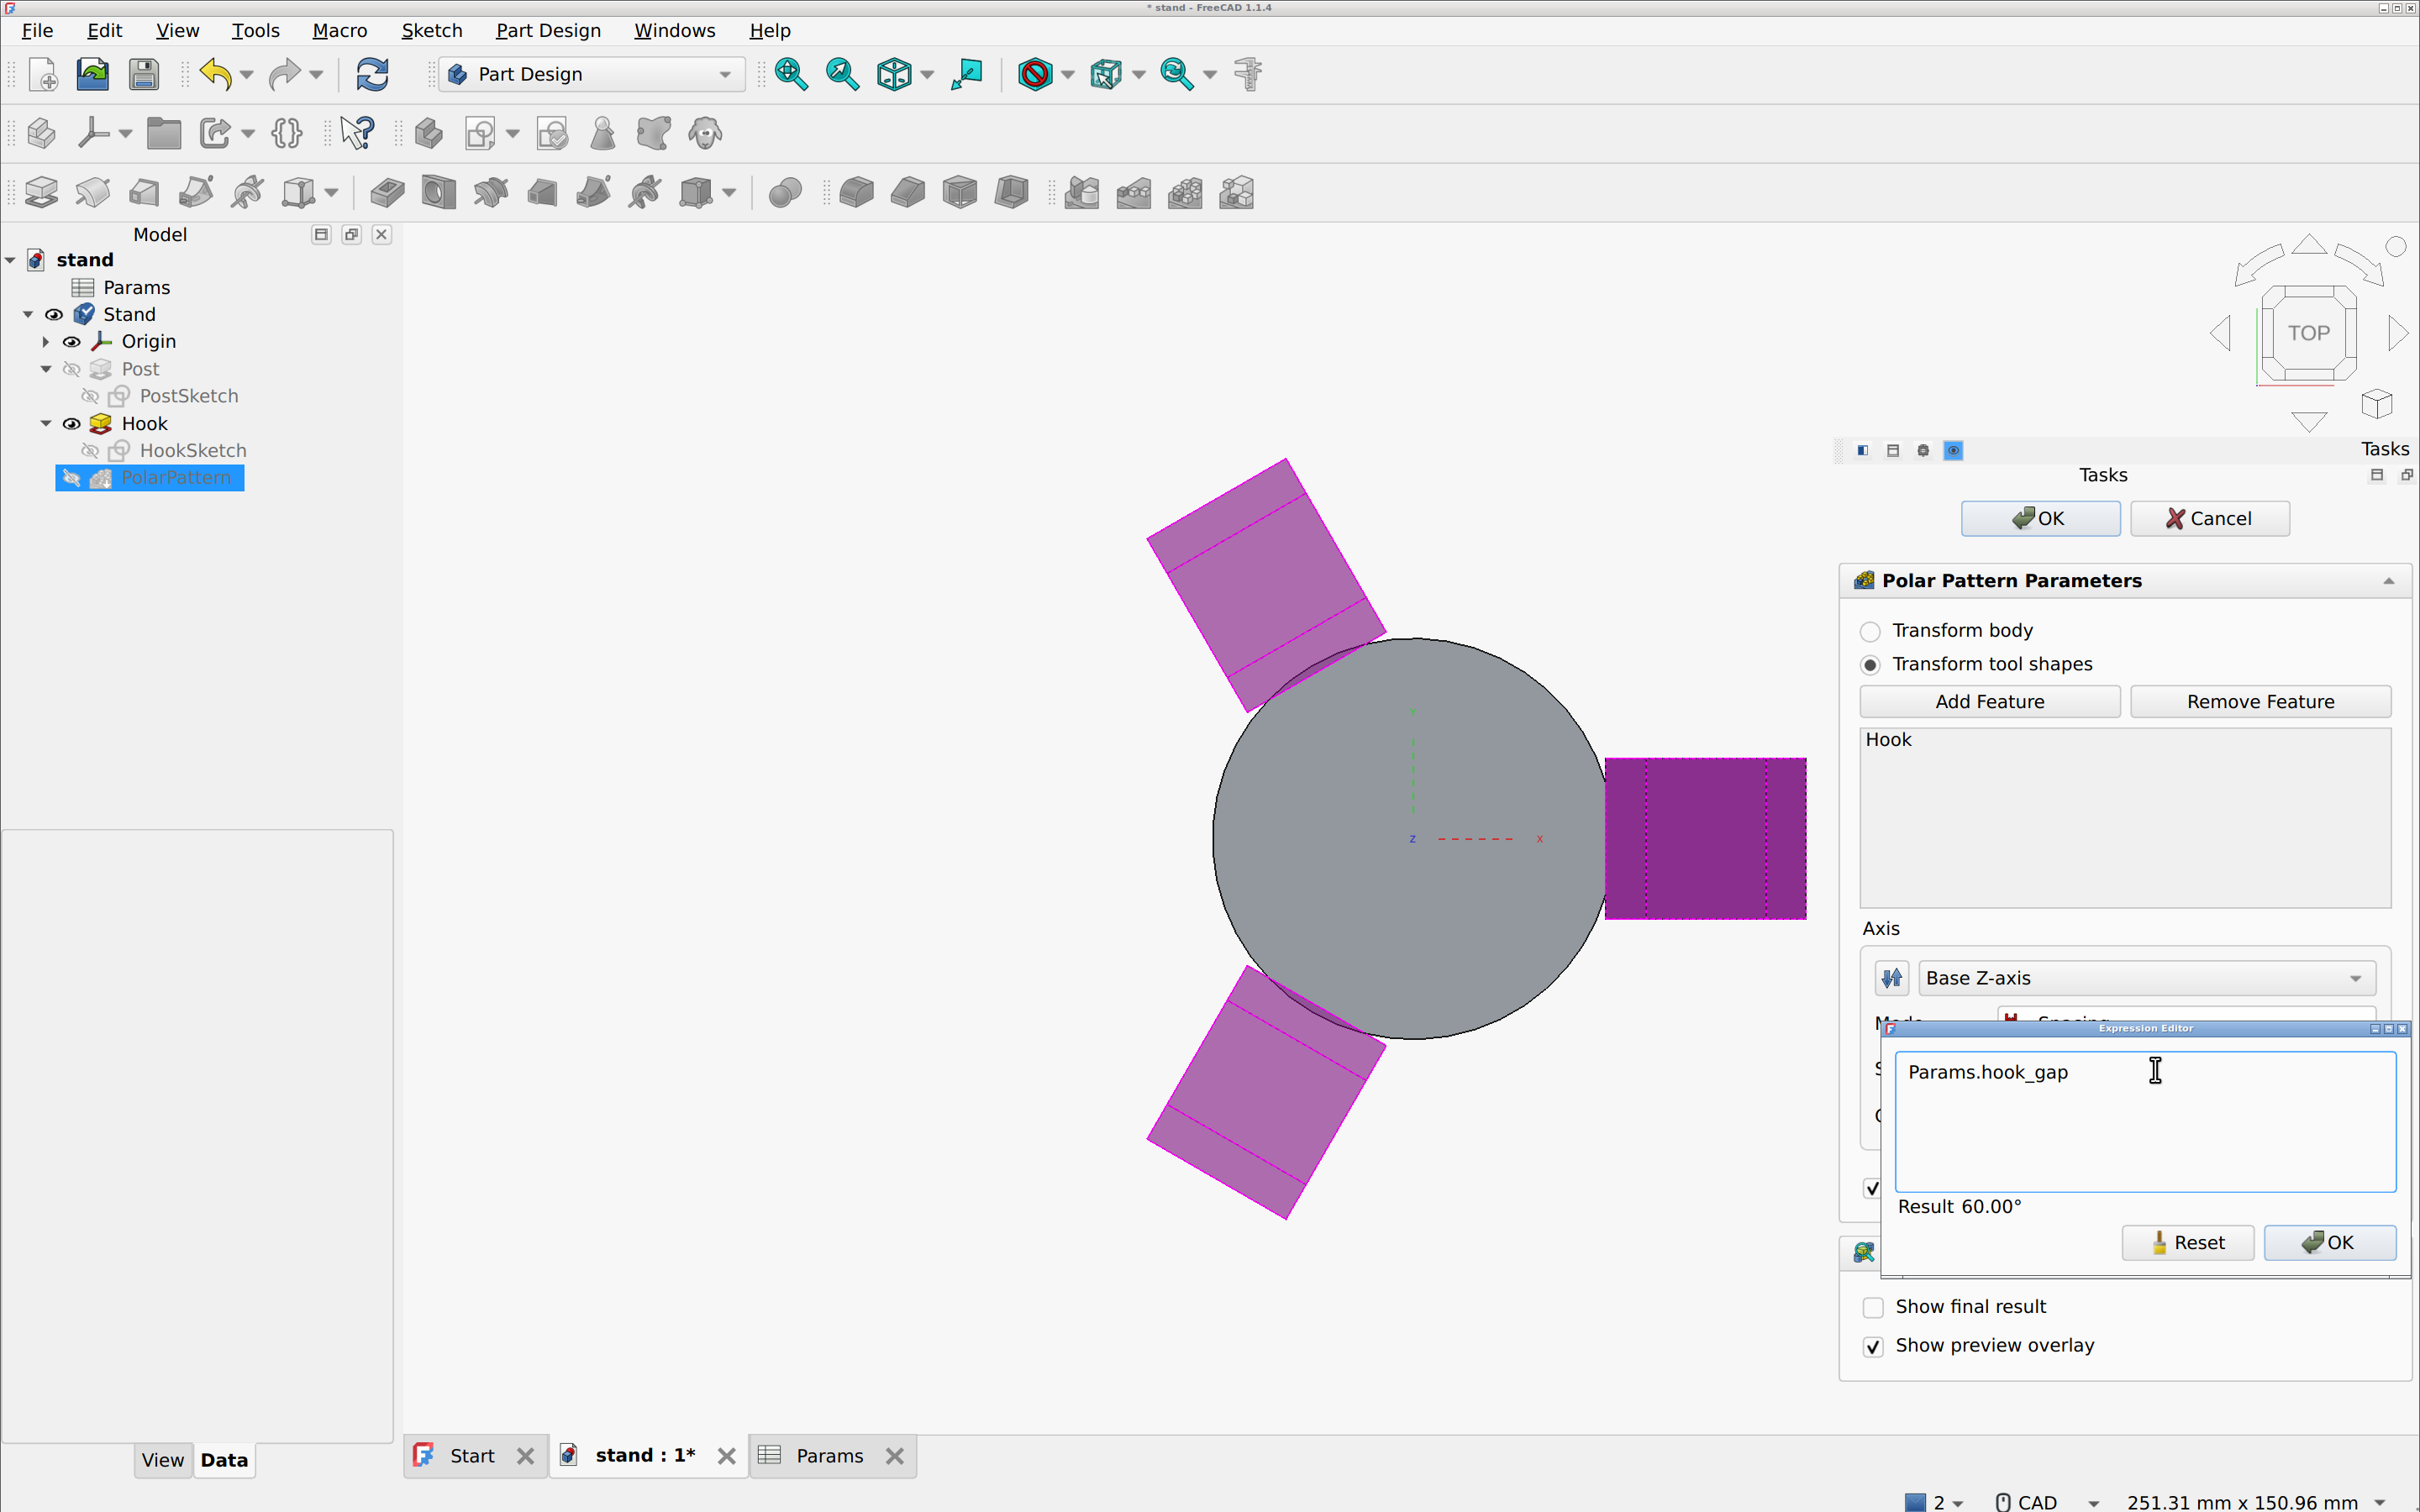 * stand - FreeCAD 1.1.4
File Edit View Tools Macro Sketch Part Design Windows Help
Part Design
Model
stand
Params
Stand
Origin
Post
PostSketch
Hook
HookSketch
PolarPattern
TOP
Y
Z
X
Tasks
Tasks
OK Cancel
Polar Pattern Parameters
Transform body
Transform tool shapes
Add Feature Remove Feature
Hook
Axis
Base Z-axis
Mode Spacing
Expression Editor
Params.hook_gap
Result 60.00°
Reset OK
Show final result
Show preview overlay
View Data
Start stand : 1* Params
2 CAD 251.31 mm x 150.96 mm